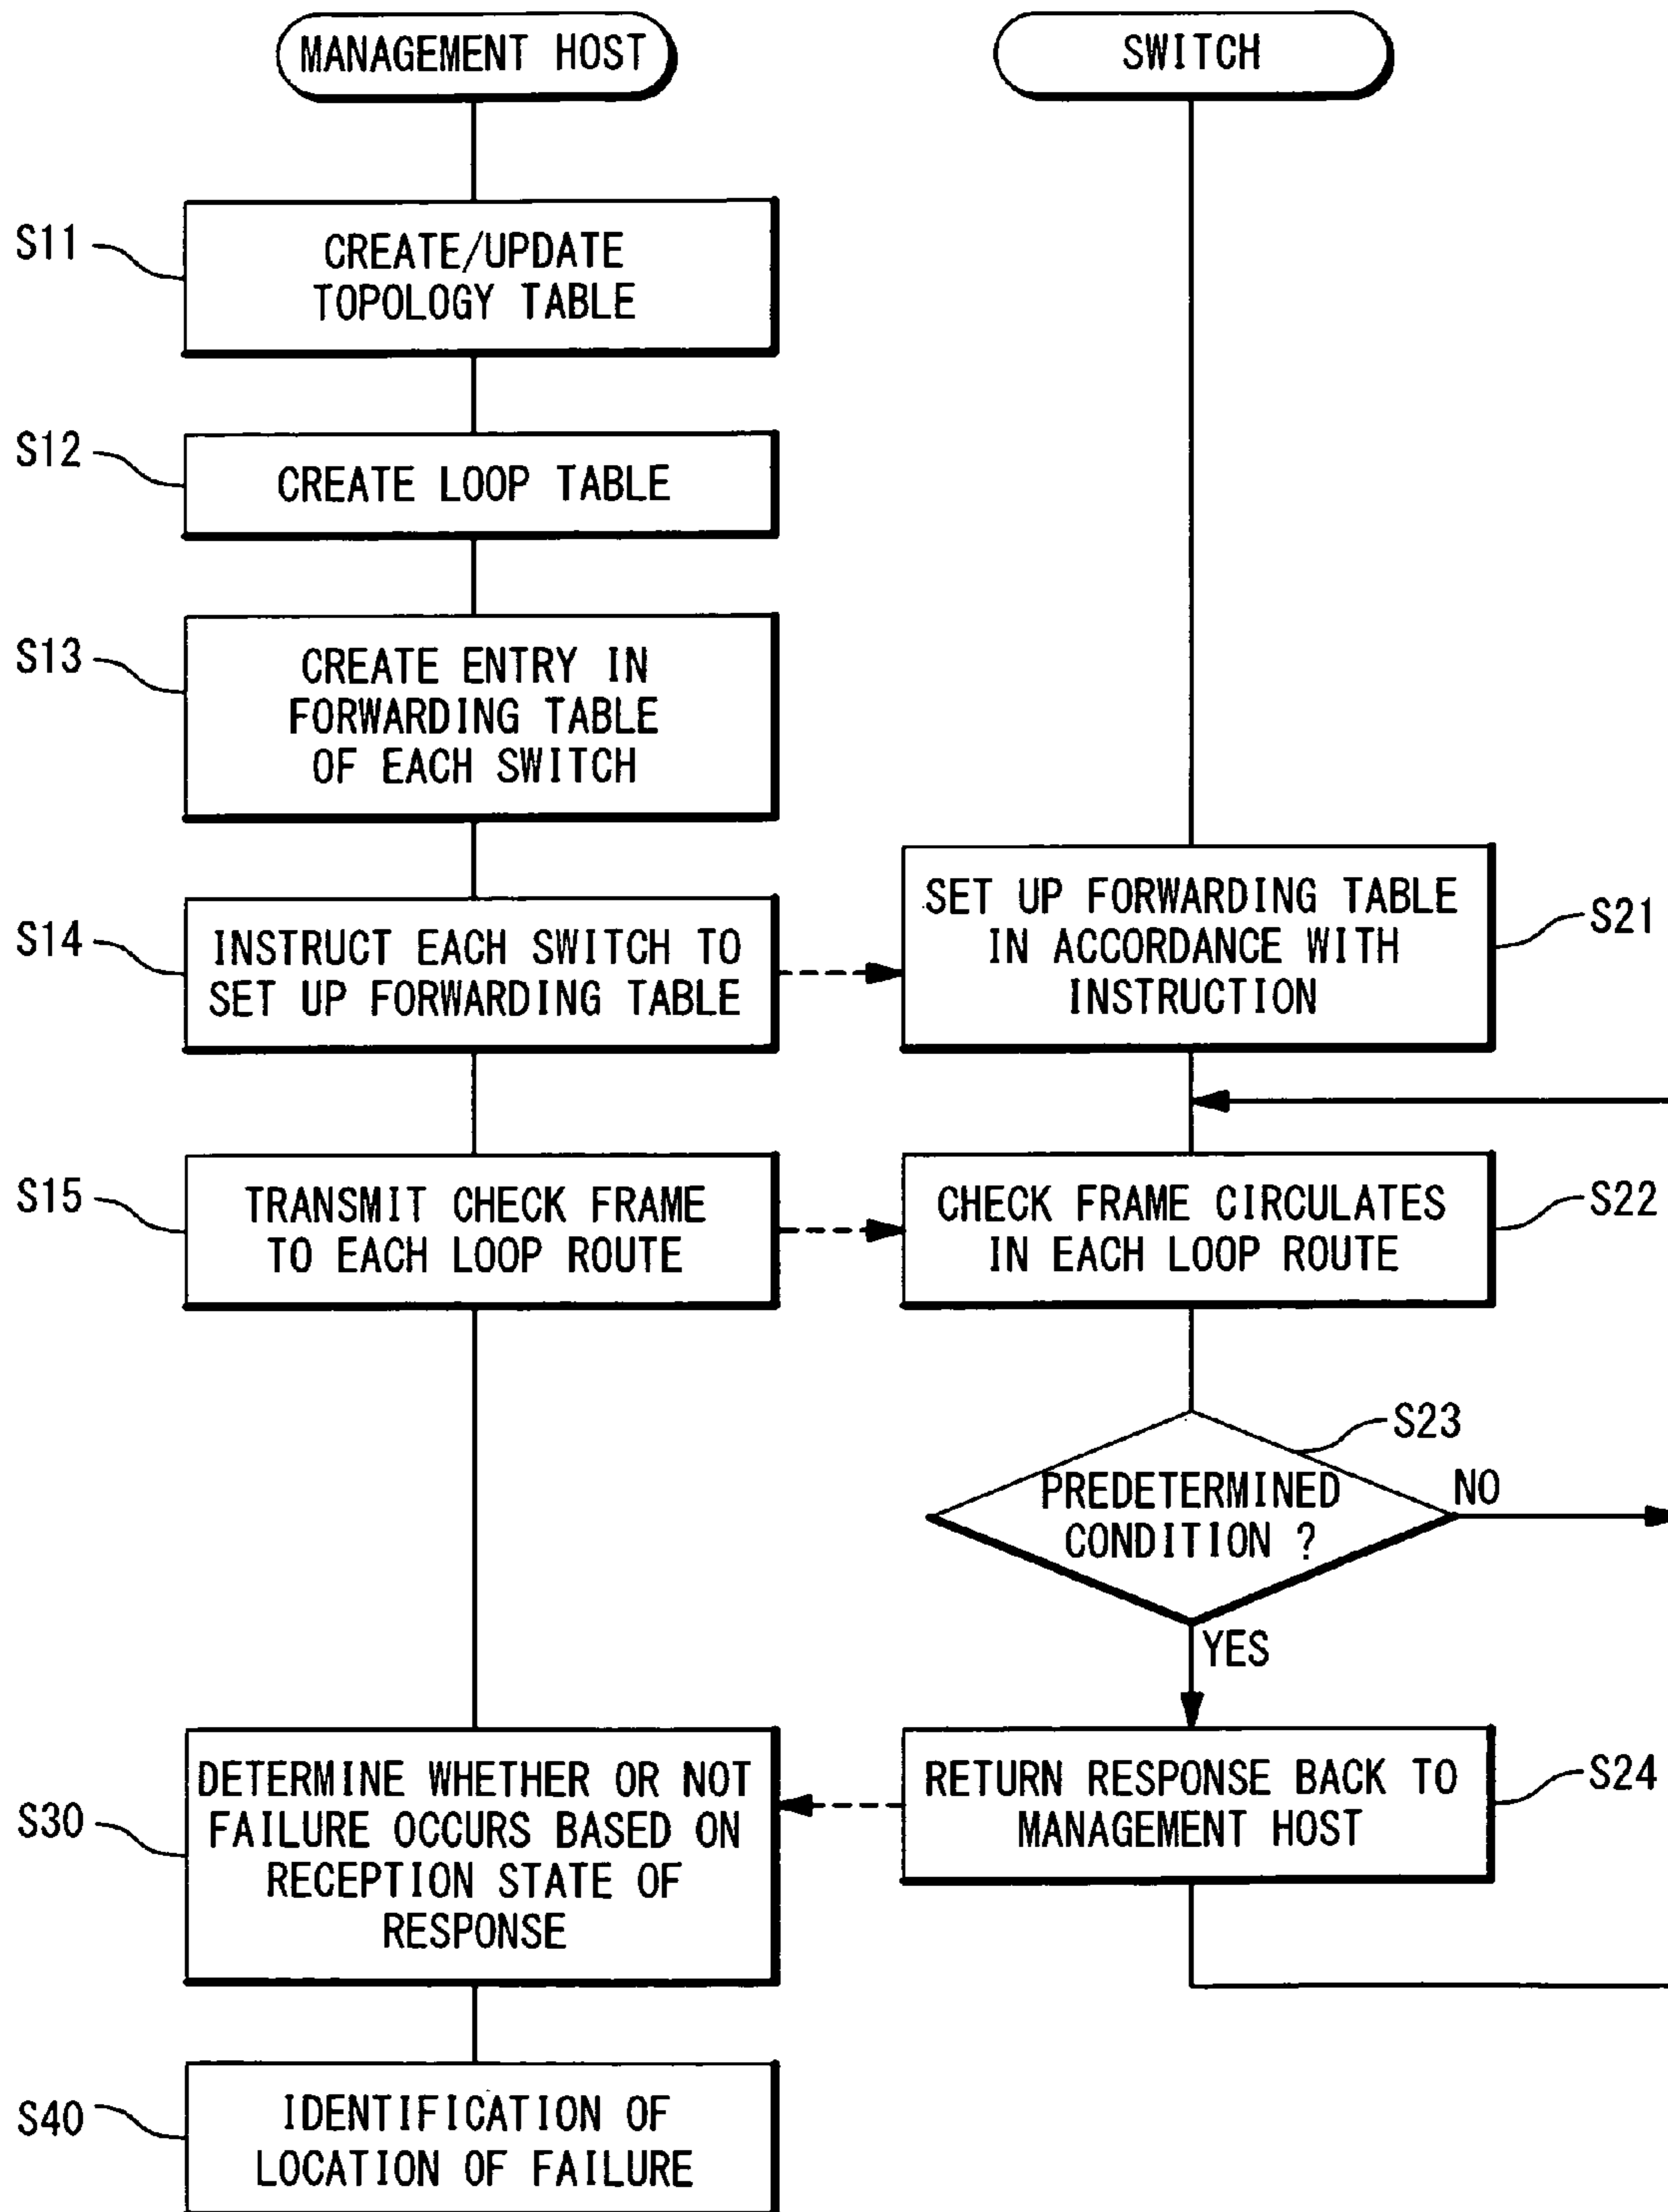 MANAGEMENT HOST
SWITCH
S11
CREATE/UPDATE
TOPOLOGY TABLE
S12
CREATE LOOP TABLE
S13
CREATE ENTRY IN
FORWARDING TABLE
OF EACH SWITCH
S14
INSTRUCT EACH SWITCH TO
SET UP FORWARDING TABLE
SET UP FORWARDING TABLE
IN ACCORDANCE WITH
INSTRUCTION
S21
S15
TRANSMIT CHECK FRAME
TO EACH LOOP ROUTE
CHECK FRAME CIRCULATES
IN EACH LOOP ROUTE
S22
S23
PREDETERMINED
CONDITION ?
NO
YES
S30
DETERMINE WHETHER OR NOT
FAILURE OCCURS BASED ON
RECEPTION STATE OF
RESPONSE
RETURN RESPONSE BACK TO
MANAGEMENT HOST
S24
S40
IDENTIFICATION OF
LOCATION OF FAILURE